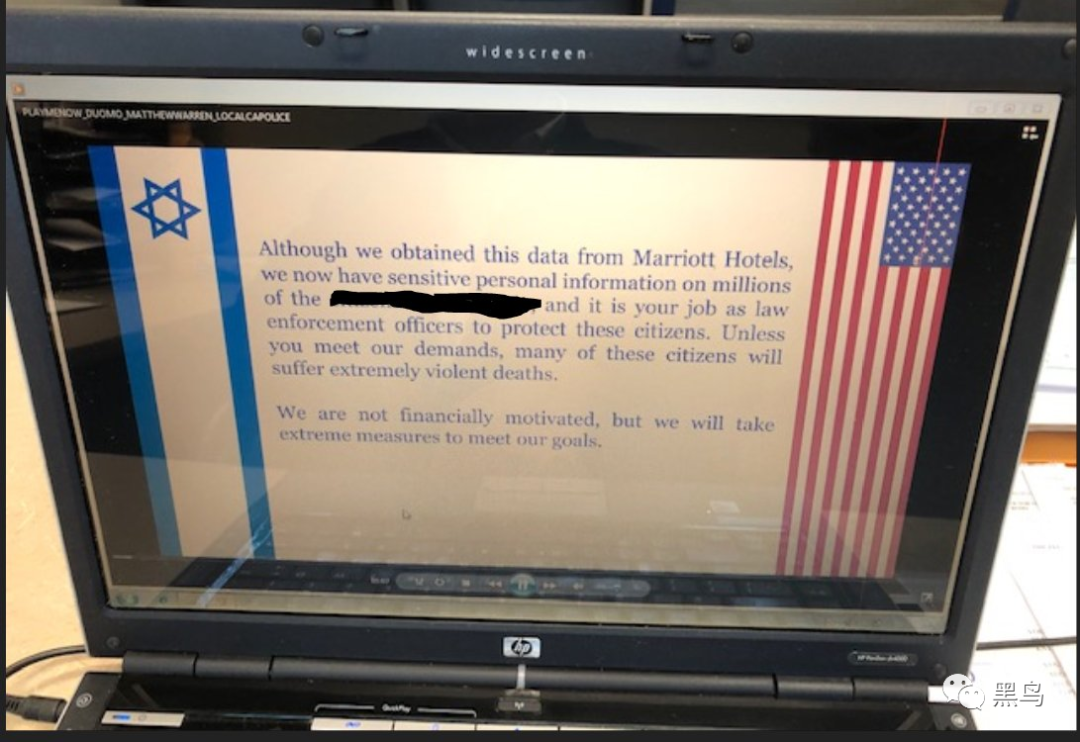 widescreen
PLAYMENOW_DUOMO_MATTHEWWARREN_LOCALCAPOLICE
Although we obtained this data from Marriott Hotels,
we now have sensitive personal information on millions
of the , and it is your job as law
enforcement officers to protect these citizens. Unless
you meet our demands, many of these citizens will
suffer extremely violent deaths.
We are not financially motivated, but we will take
extreme measures to meet our goals.
hp
QuickPlay
黑鸟